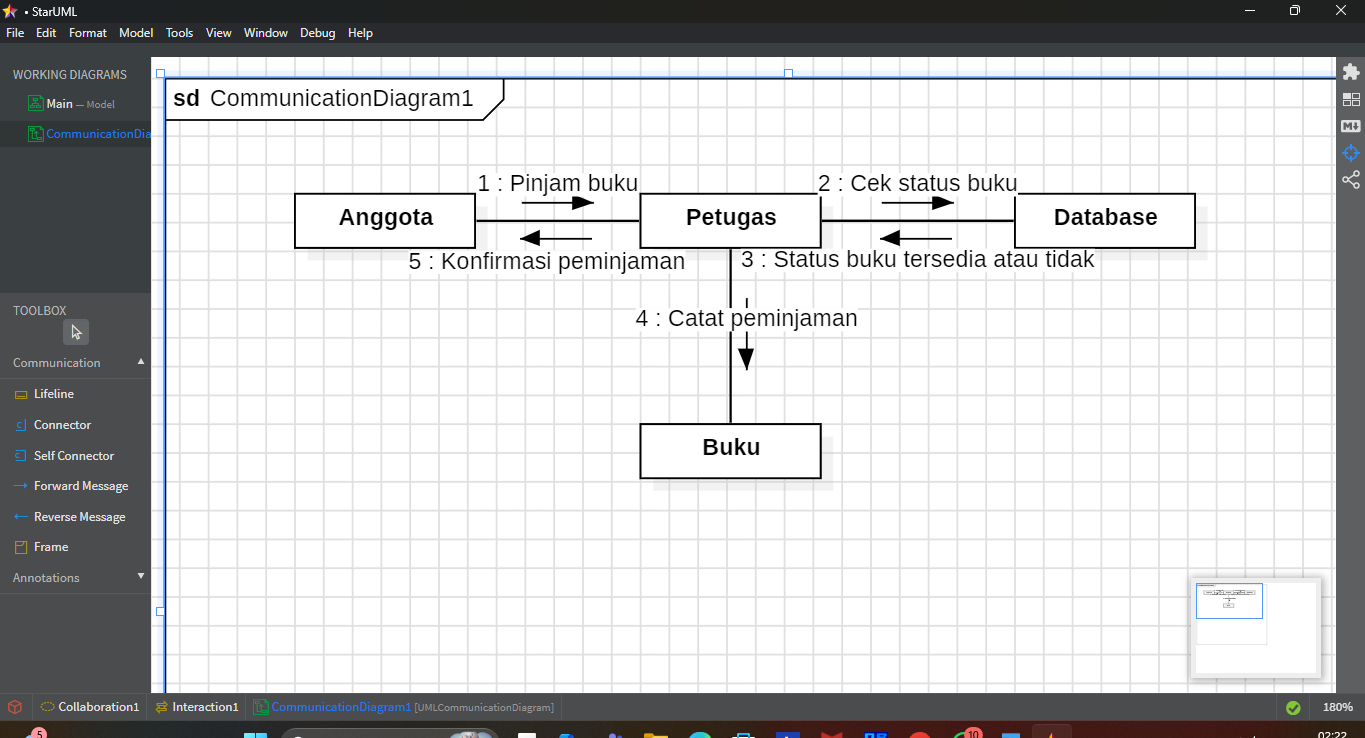 • StarUML
File Edit Format Model Tools View Window Debug Help
WORKING DIAGRAMS
Main — Model
CommunicationDia
TOOLBOX
Communication
Lifeline
Connector
Self Connector
Forward Message
Reverse Message
Frame
Annotations
sd CommunicationDiagram1
1 : Pinjam buku
2 : Cek status buku
Anggota
Petugas
Database
5 : Konfirmasi peminjaman
3 : Status buku tersedia atau tidak
4 : Catat peminjaman
Buku
Collaboration1 Interaction1 CommunicationDiagram1 [UMLCommunicationDiagram]
180%
5
10
02:22